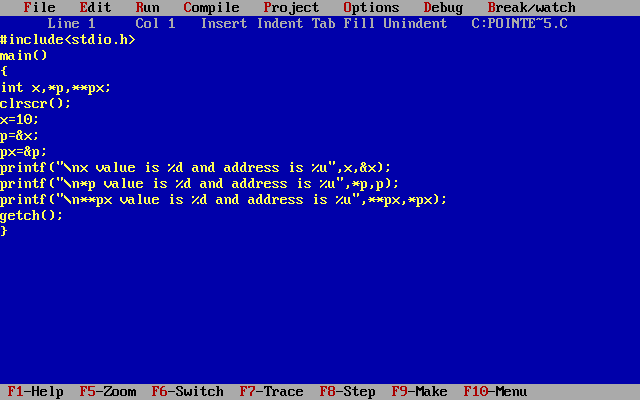 File Edit Run Compile Project Options Debug Break/watch
Line 1 Col 1 Insert Indent Tab Fill Unindent C:POINTE~5.C
#include<stdio.h>
main()
{
int x,*p,**px;
clrscr();
x=10;
p=&x;
px=&p;
printf("\nx value is %d and address is %u",x,&x);
printf("\n*p value is %d and address is %u",*p,p);
printf("\n**px value is %d and address is %u",**px,*px);
getch();
}
F1-Help F5-Zoom F6-Switch F7-Trace F8-Step F9-Make F10-Menu